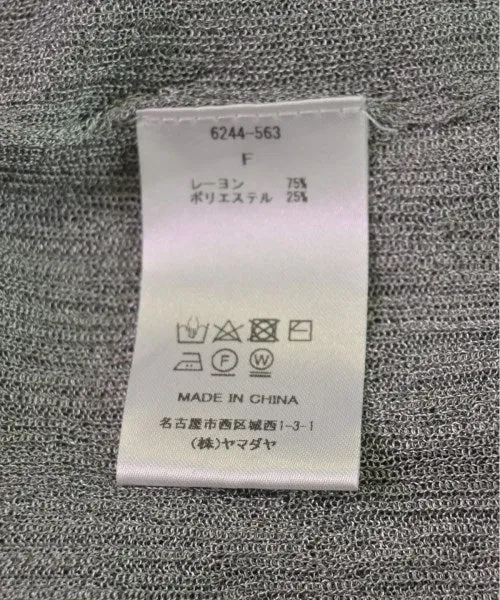 6244-563
F
レーヨン 75%
ポリエステル 25%
F W
MADE IN CHINA
名古屋市西区城西1-3-1
(株)ヤマダヤ